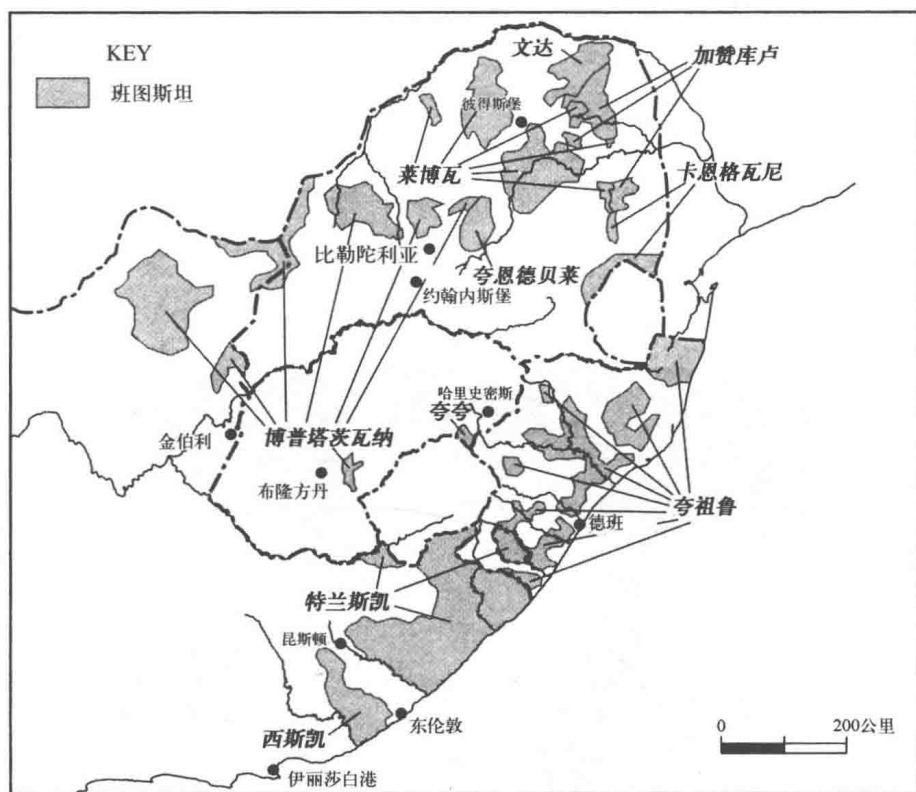 KEY
班图斯坦
文达
加赞库卢
彼得斯堡
莱博瓦
卡恩格瓦尼
比勒陀利亚
夸恩德贝莱
约翰内斯堡
哈里史密斯
夸夸
金伯利
博普塔茨瓦纳
布隆方丹
夸祖鲁
德班
特兰斯凯
昆斯顿
西斯凯
东伦敦
0 200公里
伊丽莎白港